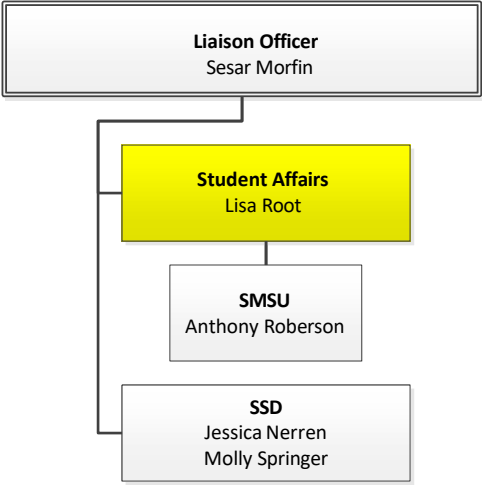 Liaison Officer
Sesar Morfin
Student Affairs
Lisa Root
SMSU
Anthony Roberson
SSD
Jessica Nerren
Molly Springer